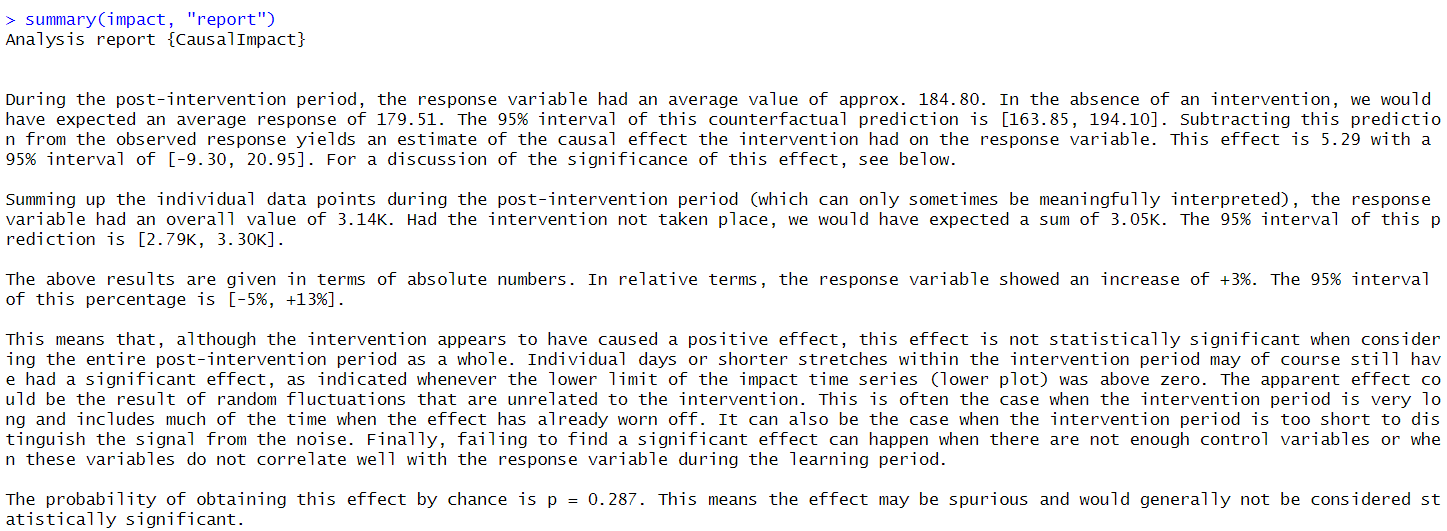 > summary(impact, "report")
Analysis report {CausalImpact}
During the post-intervention period, the response variable had an average value of approx. 184.80. In the absence of an intervention, we would
have expected an average response of 179.51. The 95% interval of this counterfactual prediction is [163.85, 194.10]. Subtracting this predictio
n from the observed response yields an estimate of the causal effect the intervention had on the response variable. This effect is 5.29 with a
95% interval of [-9.30, 20.95]. For a discussion of the significance of this effect, see below.
Summing up the individual data points during the post-intervention period (which can only sometimes be meaningfully interpreted), the response
variable had an overall value of 3.14K. Had the intervention not taken place, we would have expected a sum of 3.05K. The 95% interval of this p
rediction is [2.79K, 3.30K].
The above results are given in terms of absolute numbers. In relative terms, the response variable showed an increase of +3%. The 95% interval
of this percentage is [-5%, +13%].
This means that, although the intervention appears to have caused a positive effect, this effect is not statistically significant when consider
ing the entire post-intervention period as a whole. Individual days or shorter stretches within the intervention period may of course still hav
e had a significant effect, as indicated whenever the lower limit of the impact time series (lower plot) was above zero. The apparent effect co
uld be the result of random fluctuations that are unrelated to the intervention. This is often the case when the intervention period is very lo
ng and includes much of the time when the effect has already worn off. It can also be the case when the intervention period is too short to dis
tinguish the signal from the noise. Finally, failing to find a significant effect can happen when there are not enough control variables or whe
n these variables do not correlate well with the response variable during the learning period.
The probability of obtaining this effect by chance is p = 0.287. This means the effect may be spurious and would generally not be considered st
atistically significant.